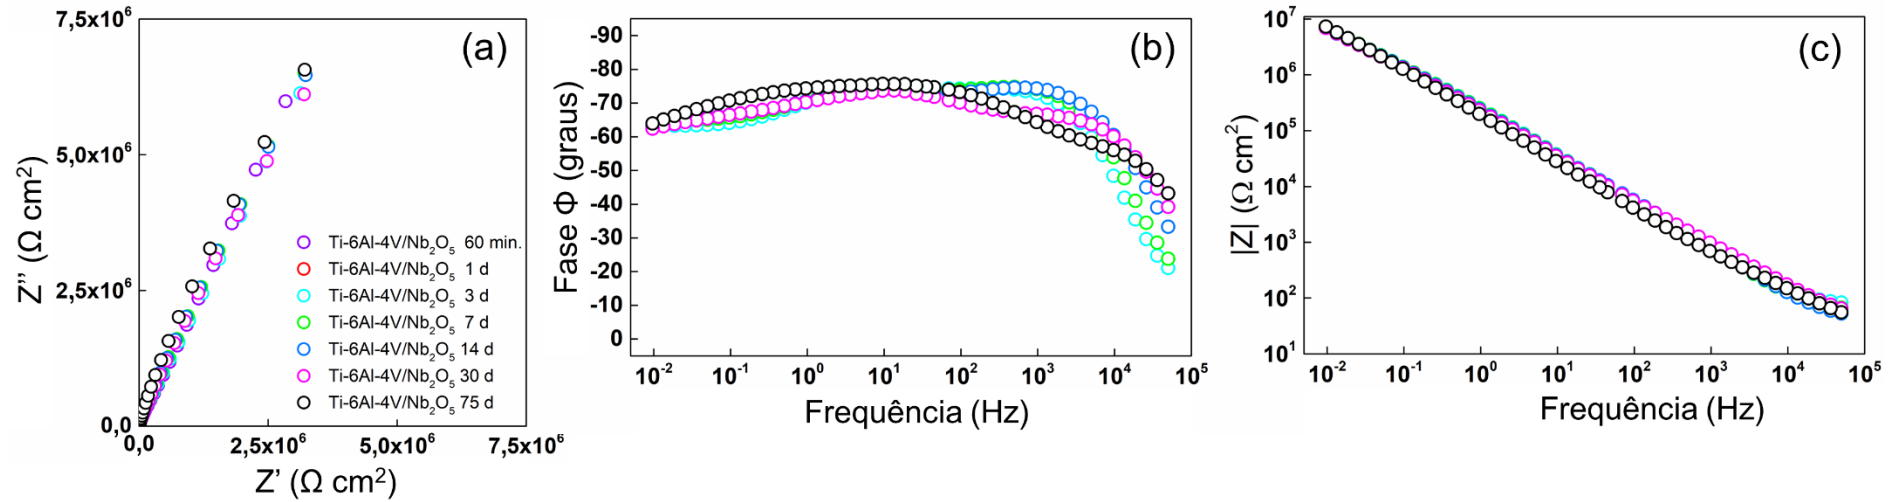 (a)
7,5x10⁶
5,0x10⁶
2,5x10⁶
0,0
Z'' (Ω cm²)
Ti-6Al-4V/Nb₂O₅ 60 min.
Ti-6Al-4V/Nb₂O₅ 1 d
Ti-6Al-4V/Nb₂O₅ 3 d
Ti-6Al-4V/Nb₂O₅ 7 d
Ti-6Al-4V/Nb₂O₅ 14 d
Ti-6Al-4V/Nb₂O₅ 30 d
Ti-6Al-4V/Nb₂O₅ 75 d
0,0 2,5x10⁶ 5,0x10⁶ 7,5x10⁶
Z' (Ω cm²)
(b)
-90
-80
-70
-60
-50
-40
-30
-20
-10
0
Fase Φ (graus)
10⁻² 10⁻¹ 10⁰ 10¹ 10² 10³ 10⁴ 10⁵
Frequência (Hz)
(c)
10⁷
10⁶
10⁵
10⁴
10³
10²
10¹
|Z| (Ω cm²)
10⁻² 10⁻¹ 10⁰ 10¹ 10² 10³ 10⁴ 10⁵
Frequência (Hz)